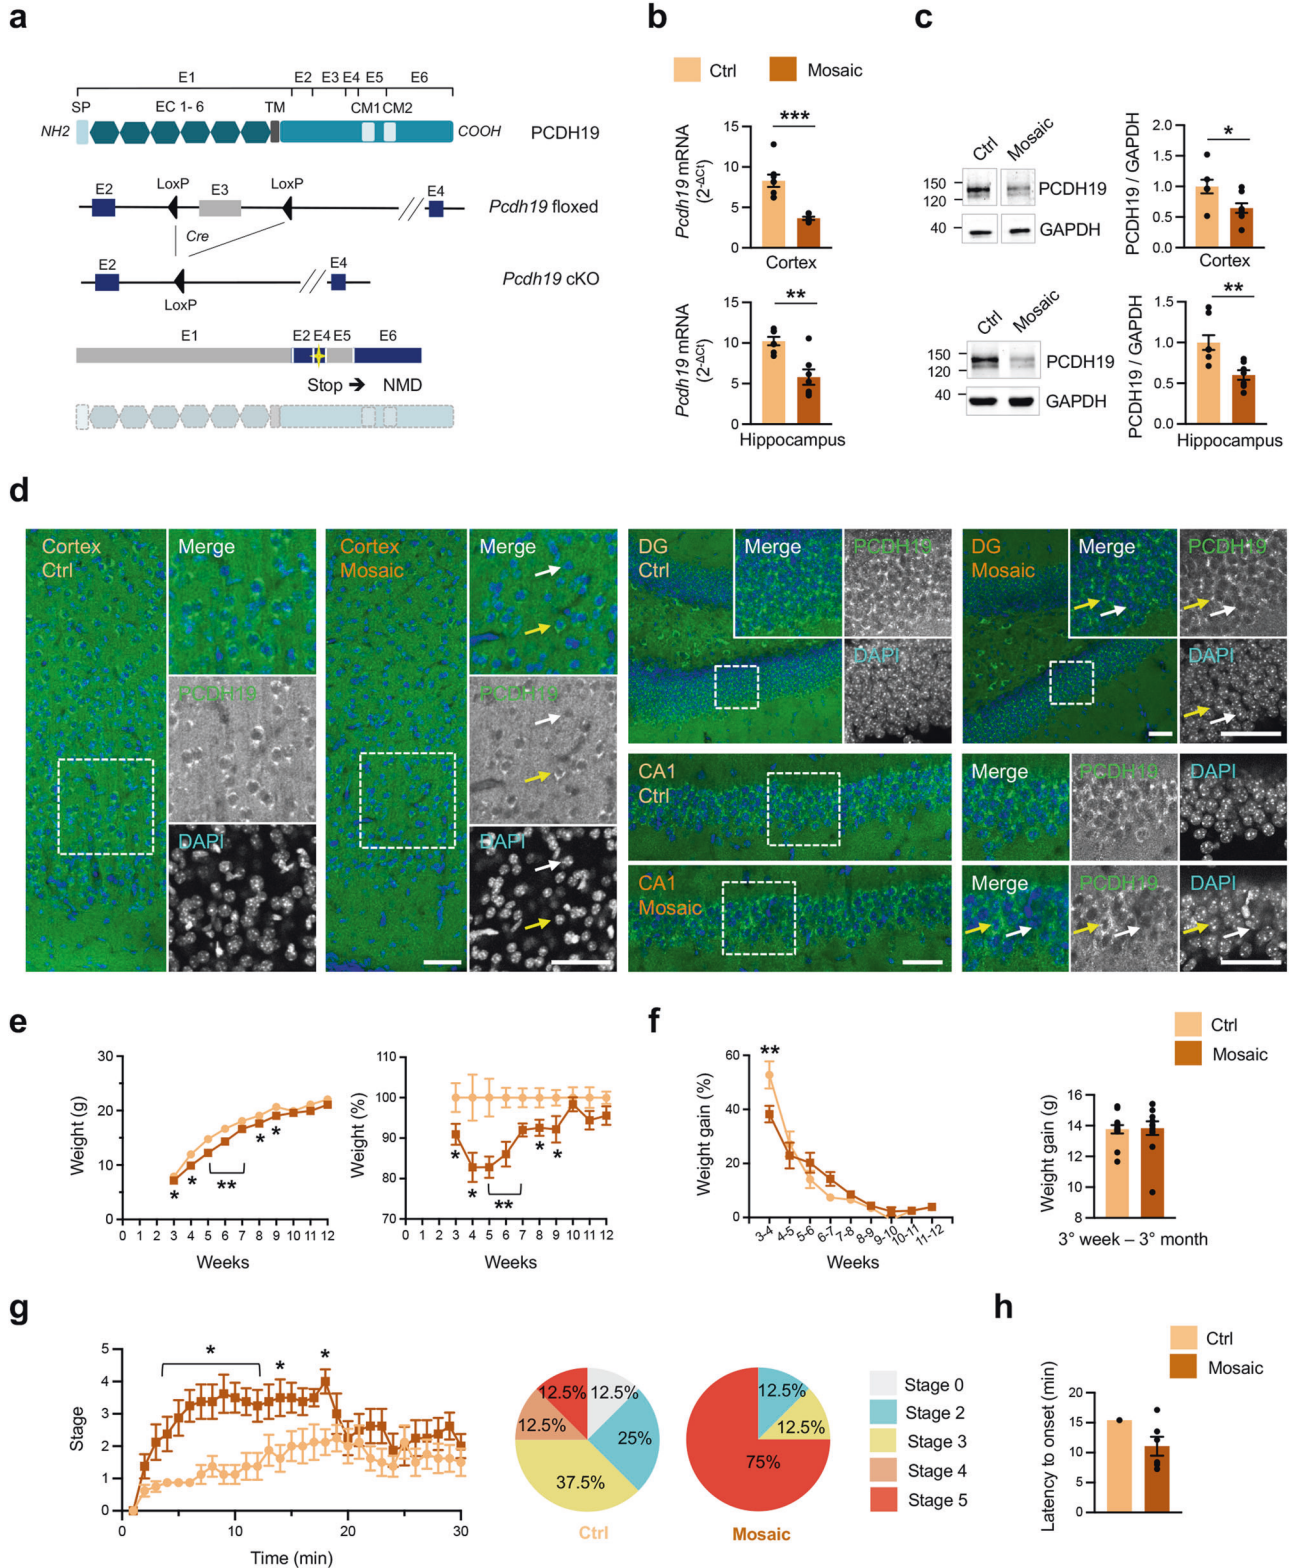 a
E1 E2 E3 E4 E5 E6
SP EC 1- 6 TM CM1 CM2
NH2 COOH PCDH19
E2 LoxP E3 LoxP E4
Pcdh19 floxed
Cre
E2 E4
Pcdh19 cKO
LoxP
E1 E2 E4 E5 E6
Stop ➔ NMD
b
Ctrl Mosaic
Pcdh19 mRNA
(2-ΔCt)
15
10
5
0
***
Cortex
Pcdh19 mRNA
(2-ΔCt)
15
10
5
0
**
Hippocampus
c
Ctrl Mosaic
150
120
PCDH19
40
GAPDH
PCDH19 / GAPDH
2.0
1.5
1.0
0.5
0.0
*
Cortex
Ctrl Mosaic
150
120
PCDH19
40
GAPDH
PCDH19 / GAPDH
1.5
1.0
0.5
0.0
**
Hippocampus
d
Cortex
Ctrl
Merge
PCDH19
DAPI
Cortex
Mosaic
Merge
PCDH19
DAPI
DG
Ctrl
Merge
PCDH19
DAPI
DG
Mosaic
Merge
PCDH19
DAPI
CA1
Ctrl
Merge
PCDH19
DAPI
CA1
Mosaic
Merge
PCDH19
DAPI
e
Weight (g)
30
20
10
0
* * ** * *
0 1 2 3 4 5 6 7 8 9 10 11 12
Weeks
Weight (%)
110
100
90
80
70
* * ** * *
0 1 2 3 4 5 6 7 8 9 10 11 12
Weeks
f
Weight gain (%)
60
40
20
0
**
3-4 4-5 5-6 6-7 7-8 8-9 9-10 10-11 11-12
Weeks
Ctrl
Mosaic
Weight gain (g)
16
14
12
10
8
3° week – 3° month
g
Stage
5
4
3
2
1
0
* * *
0 10 20 30
Time (min)
12.5% 12.5%
12.5% 25%
37.5%
Ctrl
12.5%
12.5%
75%
Mosaic
Stage 0
Stage 2
Stage 3
Stage 4
Stage 5
h
Ctrl
Mosaic
Latency to onset (min)
20
15
10
5
0